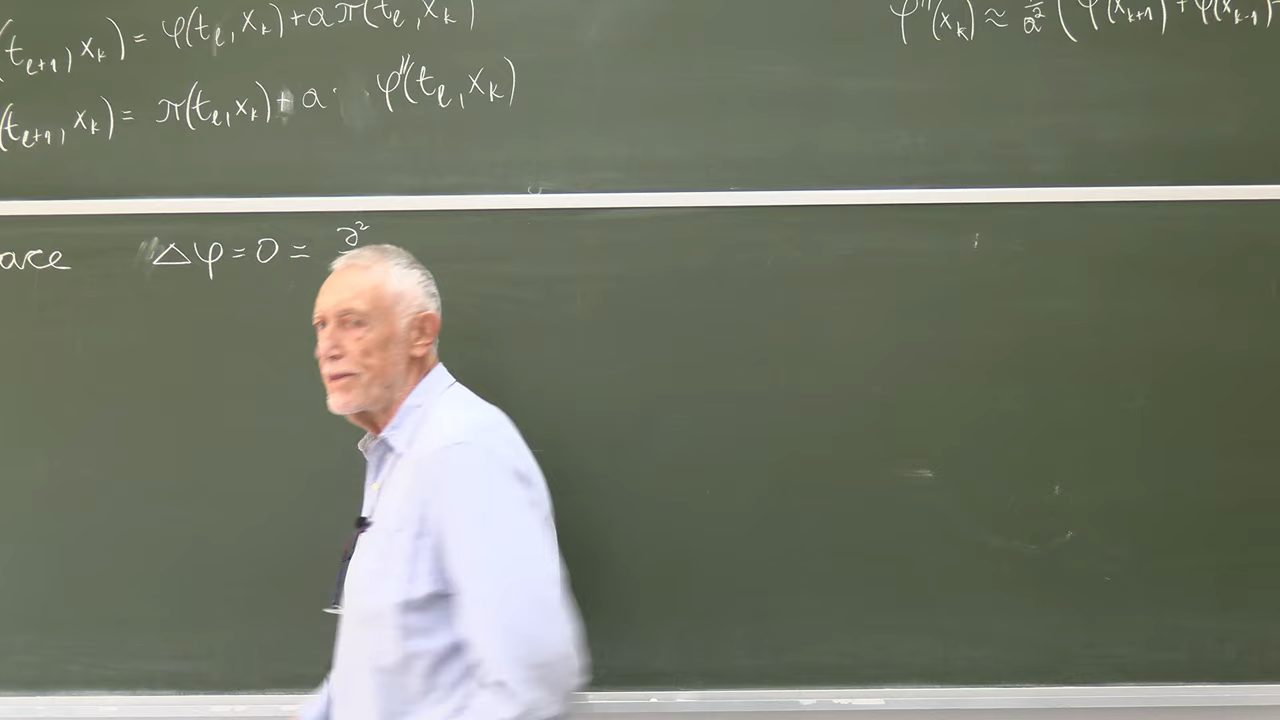 (t_{ℓ+1}, x_k) = φ(t_ℓ, x_k) + a π(t_ℓ, x_k)
(t_{ℓ+1}, x_k) = π(t_ℓ, x_k) + a · φ''(t_ℓ, x_k)
φ''(x_k) ≈ 1/a² (φ(x_{k+1}) + φ(x_{k-1})
ace Δφ = 0 = ∂²